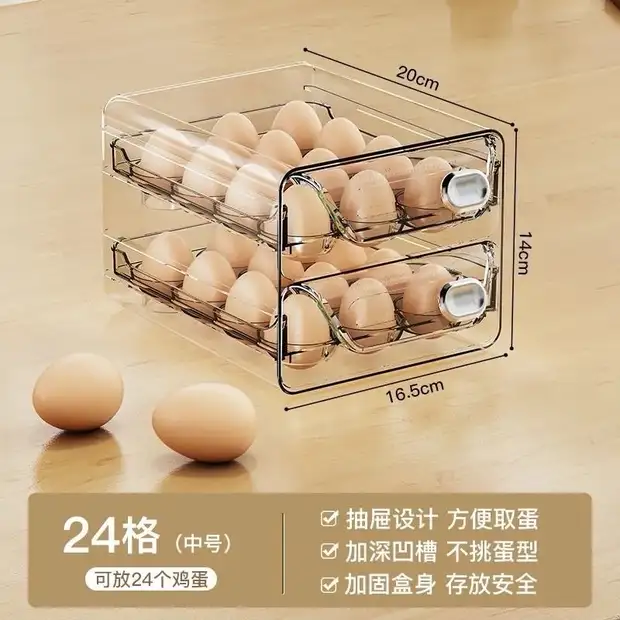 20cm
14cm
16.5cm
24格（中号）
可放24个鸡蛋
抽屉设计 方便取蛋
加深凹槽 不挑蛋型
加固盒身 存放安全